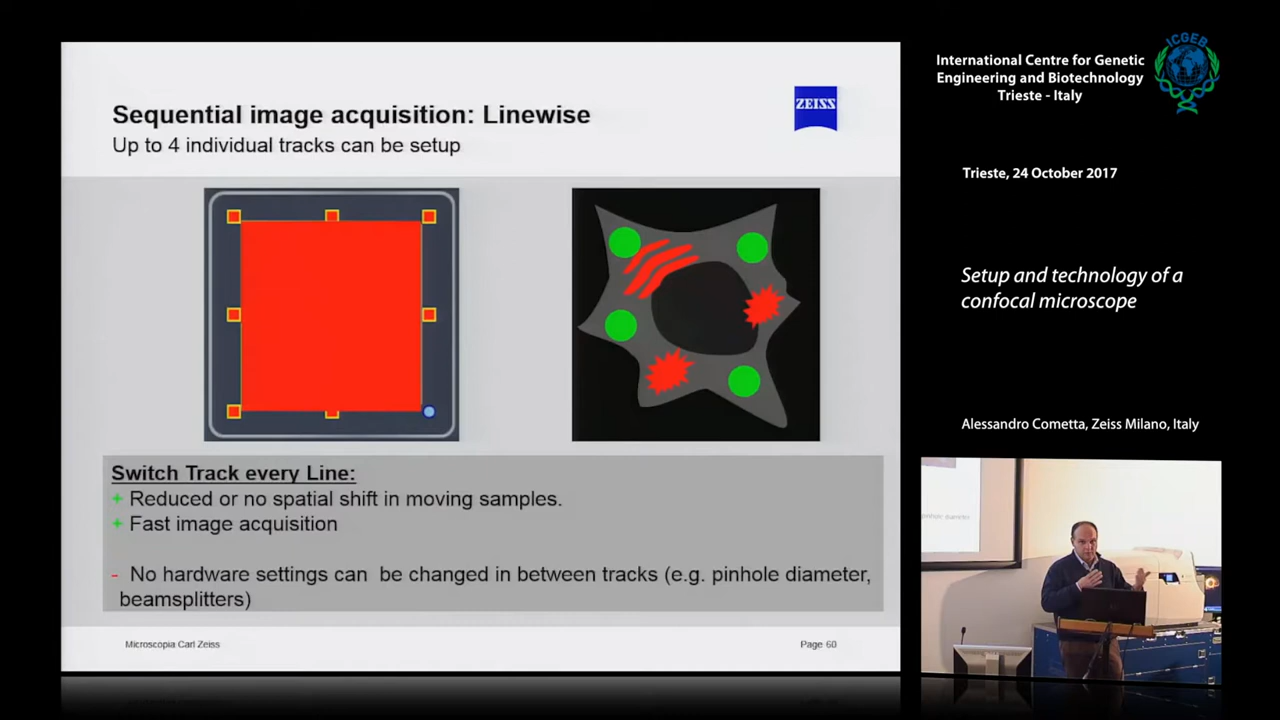 Sequential image acquisition: Linewise
Up to 4 individual tracks can be setup
ZEISS
Switch Track every Line:
+ Reduced or no spatial shift in moving samples.
+ Fast image acquisition
- No hardware settings can be changed in between tracks (e.g. pinhole diameter,
beamsplitters)
Microscopia Carl Zeiss
Page 60
International Centre for Genetic
Engineering and Biotechnology
Trieste - Italy
ICGEB
Trieste, 24 October 2017
Setup and technology of a
confocal microscope
Alessandro Cometta, Zeiss Milano, Italy